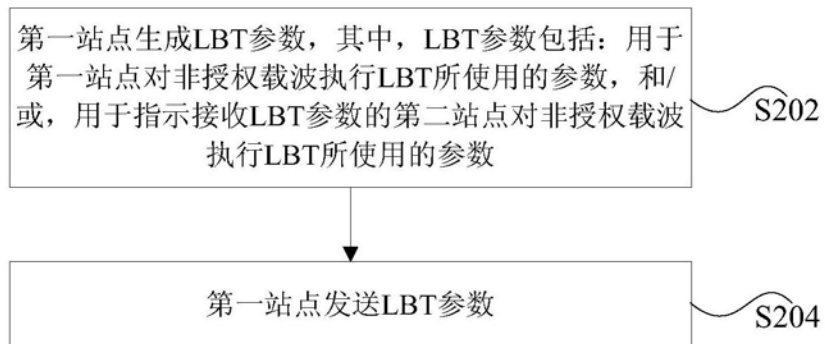 第一站点生成LBT参数，其中，LBT参数包括：用于
第一站点对非授权载波执行LBT所使用的参数，和/
或，用于指示接收LBT参数的第二站点对非授权载波
执行LBT所使用的参数
S202
第一站点发送LBT参数
S204